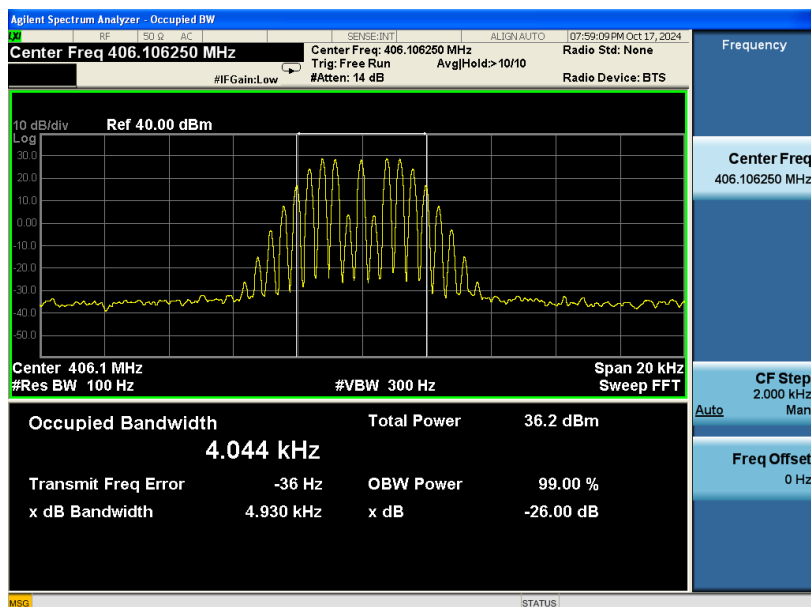 Agilent Spectrum Analyzer - Occupied BW
LXI RF 50 Ω AC SENSE:INT ALIGN AUTO 07:59:09 PM Oct 17, 2024
Center Freq 406.106250 MHz
Center Freq: 406.106250 MHz Radio Std: None
Trig: Free Run Avg|Hold:>10/10
#IFGain:Low #Atten: 14 dB Radio Device: BTS
10 dB/div Ref 40.00 dBm
Log
30.0
20.0
10.0
0.00
-10.0
-20.0
-30.0
-40.0
-50.0
Center 406.1 MHz Span 20 kHz
#Res BW 100 Hz #VBW 300 Hz Sweep FFT
Occupied Bandwidth Total Power 36.2 dBm
4.044 kHz
Transmit Freq Error -36 Hz OBW Power 99.00 %
x dB Bandwidth 4.930 kHz x dB -26.00 dB
MSG STATUS
Frequency
Center Freq
406.106250 MHz
CF Step
2.000 kHz
Auto Man
Freq Offset
0 Hz